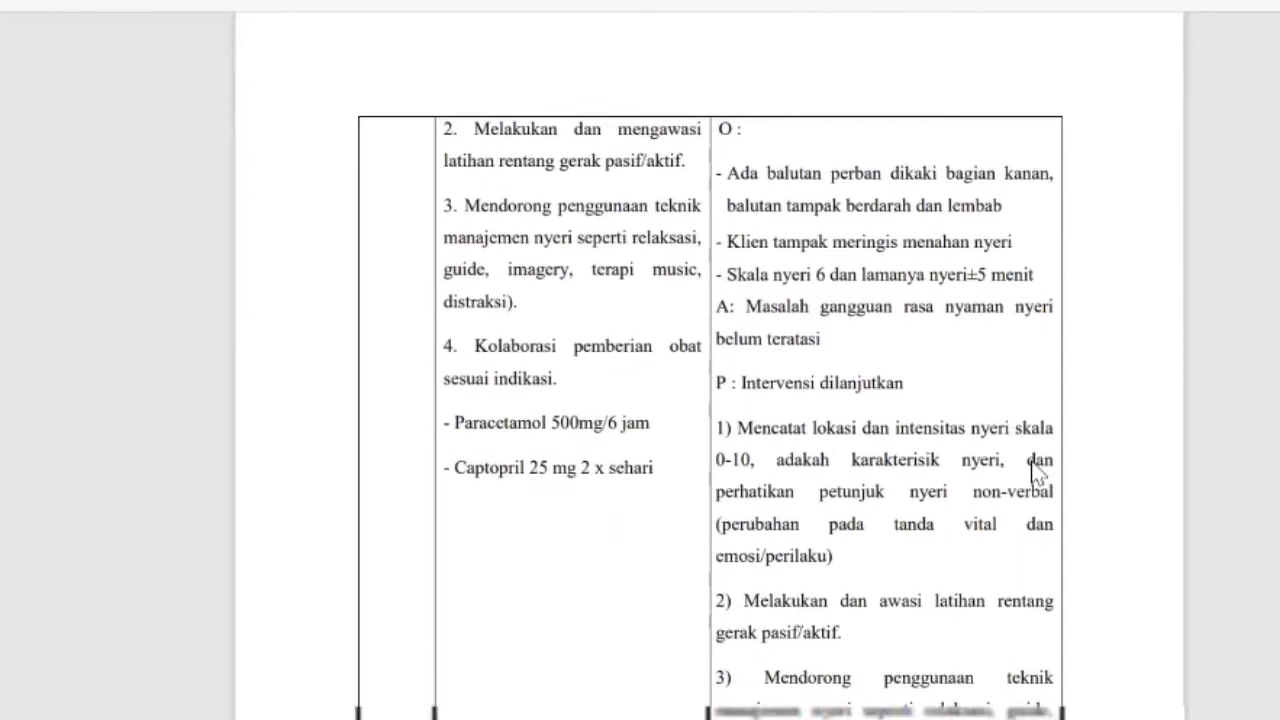 2. Melakukan dan mengawasi
latihan rentang gerak pasif/aktif.
3. Mendorong penggunaan teknik
manajemen nyeri seperti relaksasi,
guide, imagery, terapi music,
distraksi).
4. Kolaborasi pemberian obat
sesuai indikasi.
- Paracetamol 500mg/6 jam
- Captopril 25 mg 2 x sehari
O :
- Ada balutan perban dikaki bagian kanan,
balutan tampak berdarah dan lembab
- Klien tampak meringis menahan nyeri
- Skala nyeri 6 dan lamanya nyeri±5 menit
A: Masalah gangguan rasa nyaman nyeri
belum teratasi
P : Intervensi dilanjutkan
1) Mencatat lokasi dan intensitas nyeri skala
0-10, adakah karakterisik nyeri, dan
perhatikan petunjuk nyeri non-verbal
(perubahan pada tanda vital dan
emosi/perilaku)
2) Melakukan dan awasi latihan rentang
gerak pasif/aktif.
3) Mendorong penggunaan teknik